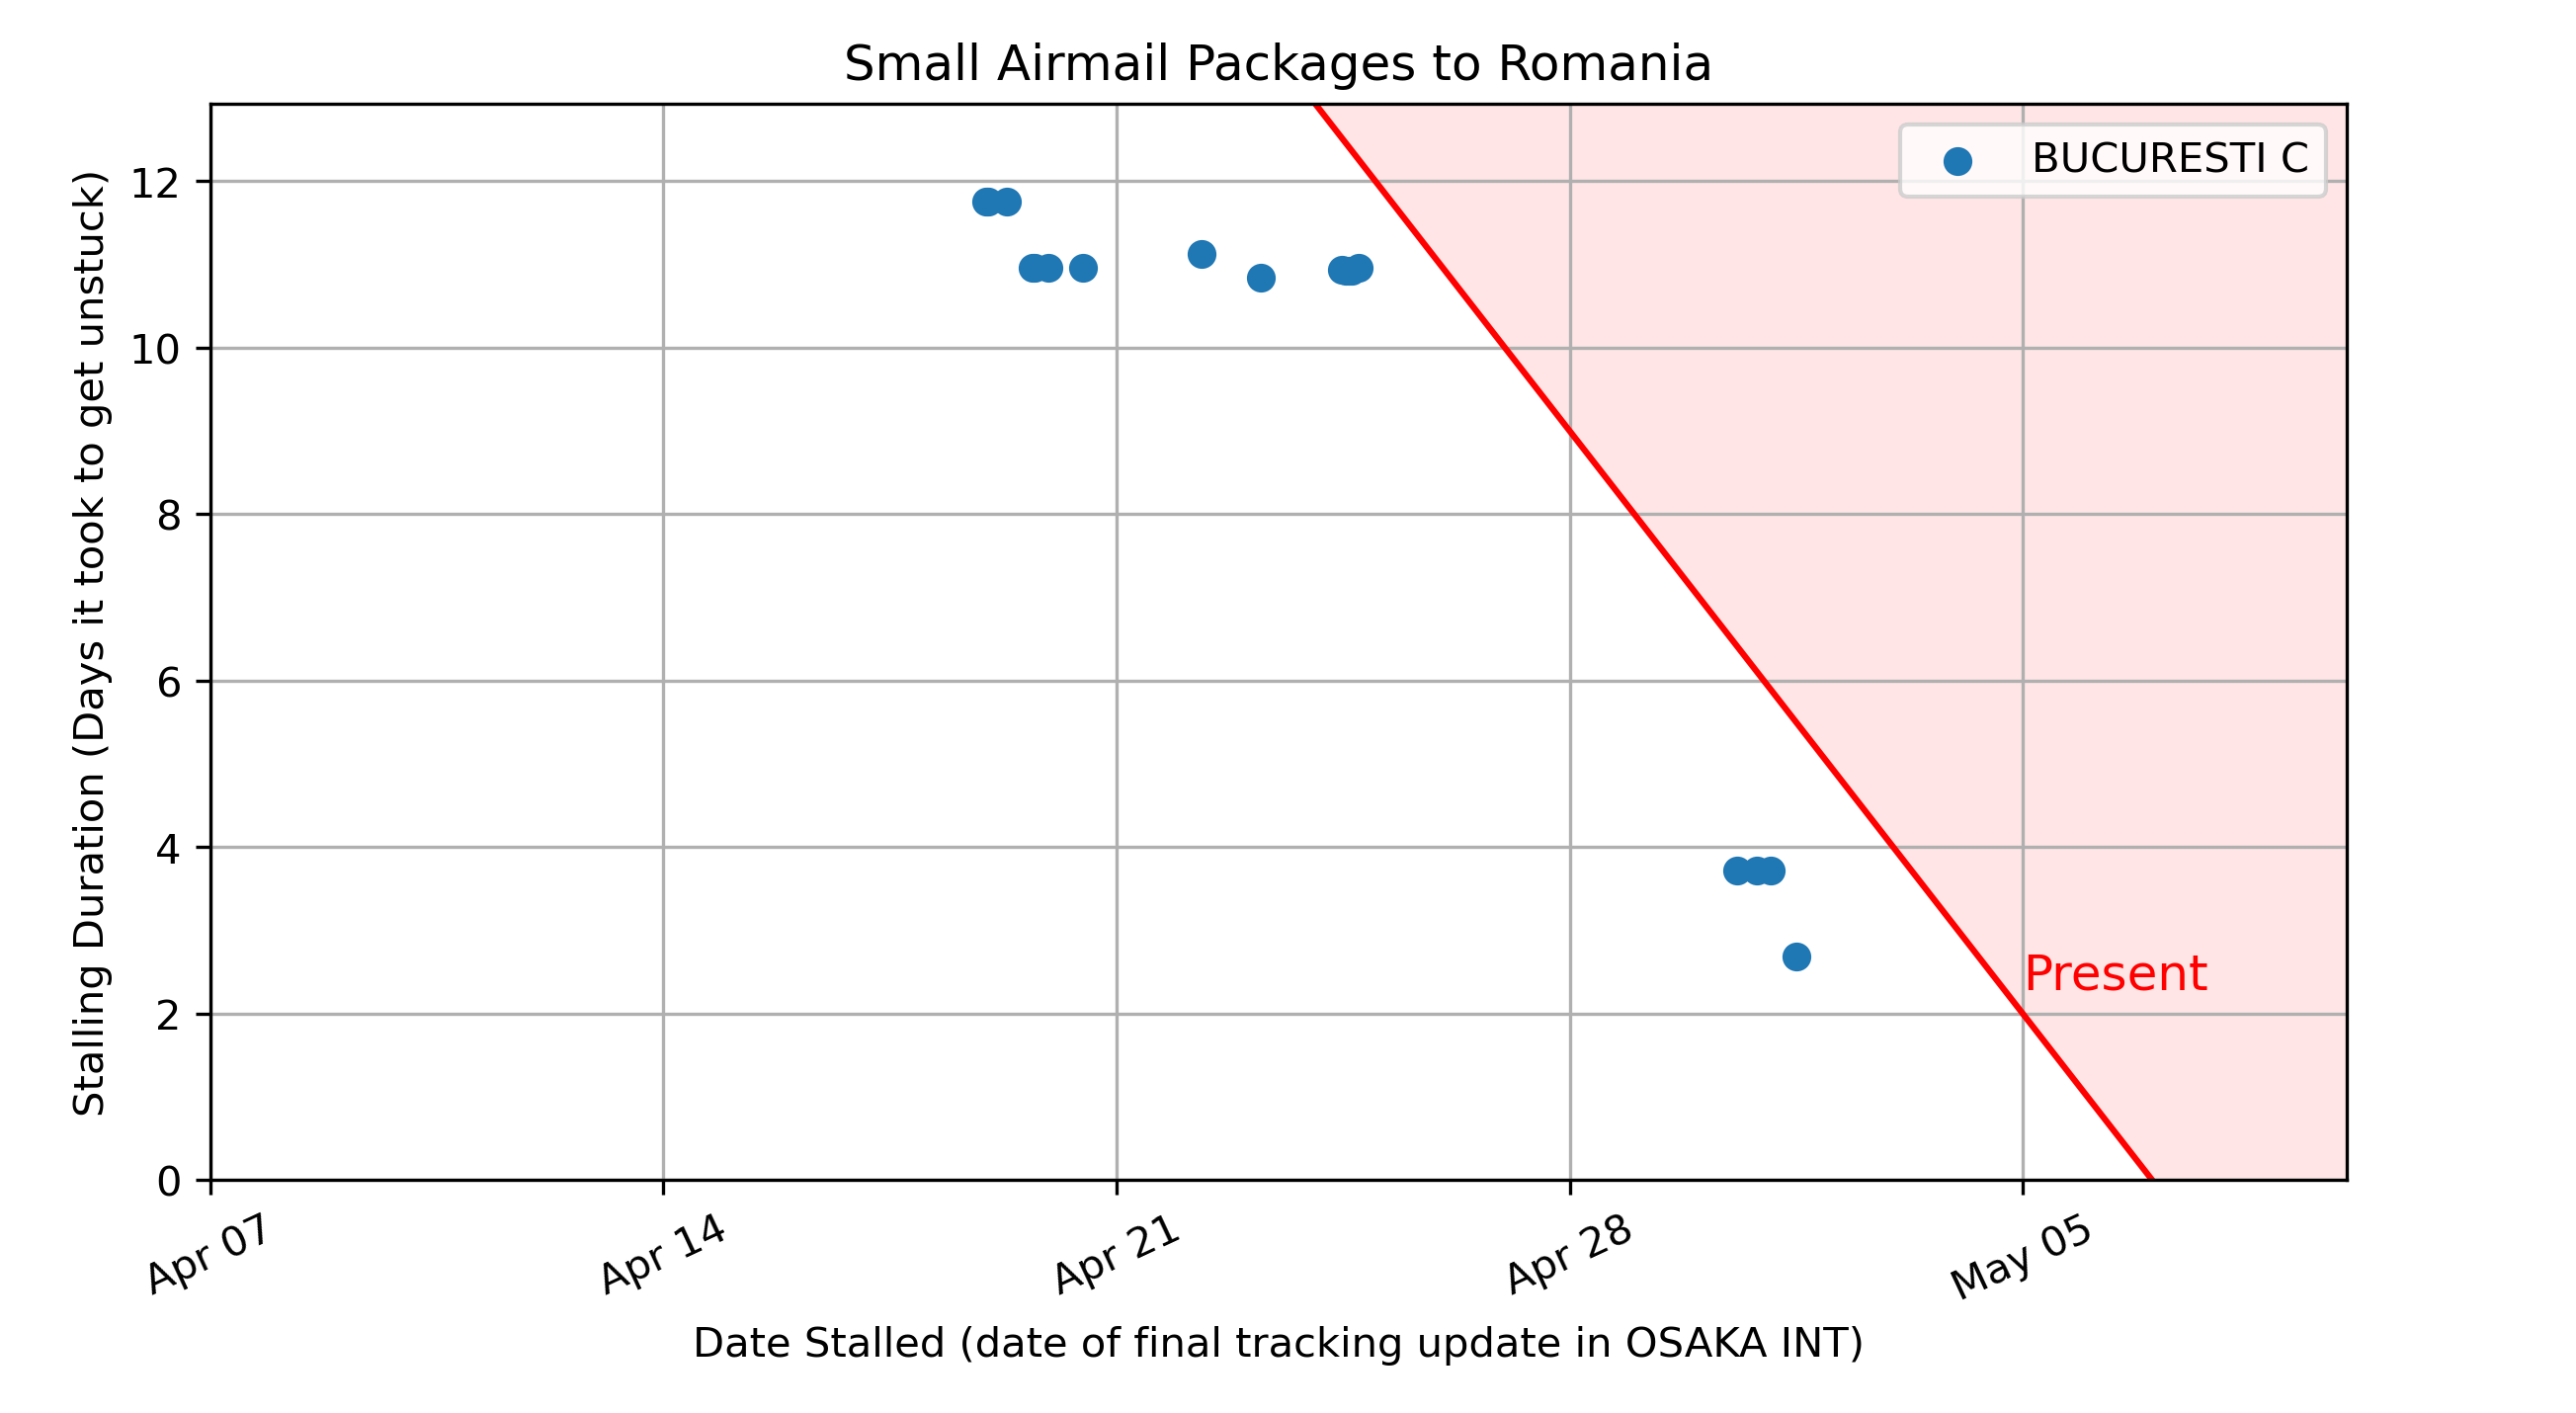 Small Airmail Packages to Romania
BUCURESTI C
Stalling Duration (Days it took to get unstuck)
12
10
8
6
4
2
0
Present
Apr 07
Apr 14
Apr 21
Apr 28
May 05
Date Stalled (date of final tracking update in OSAKA INT)